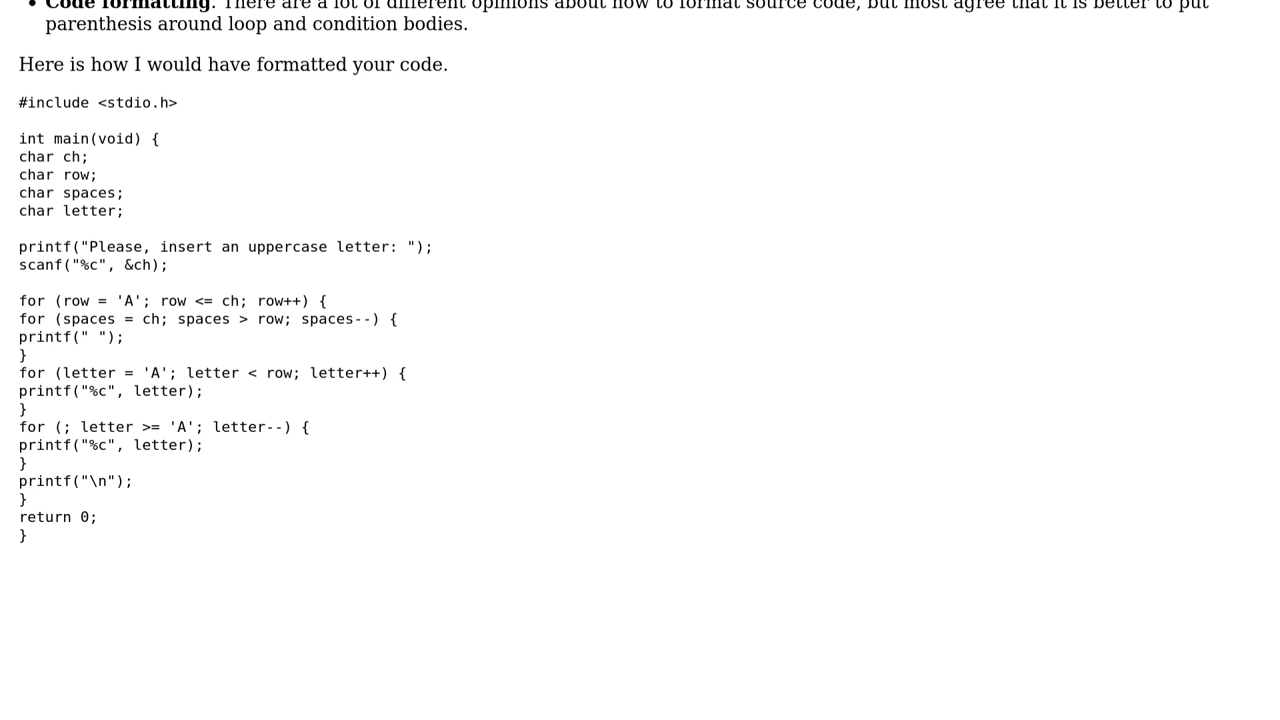 • Code formatting. There are a lot of different opinions about how to format source code, but most agree that it is better to put
parenthesis around loop and condition bodies.
Here is how I would have formatted your code.
#include <stdio.h>
int main(void) {
char ch;
char row;
char spaces;
char letter;
printf("Please, insert an uppercase letter: ");
scanf("%c", &ch);
for (row = 'A'; row <= ch; row++) {
for (spaces = ch; spaces > row; spaces--) {
printf(" ");
}
for (letter = 'A'; letter < row; letter++) {
printf("%c", letter);
}
for (; letter >= 'A'; letter--) {
printf("%c", letter);
}
printf("\n");
}
return 0;
}